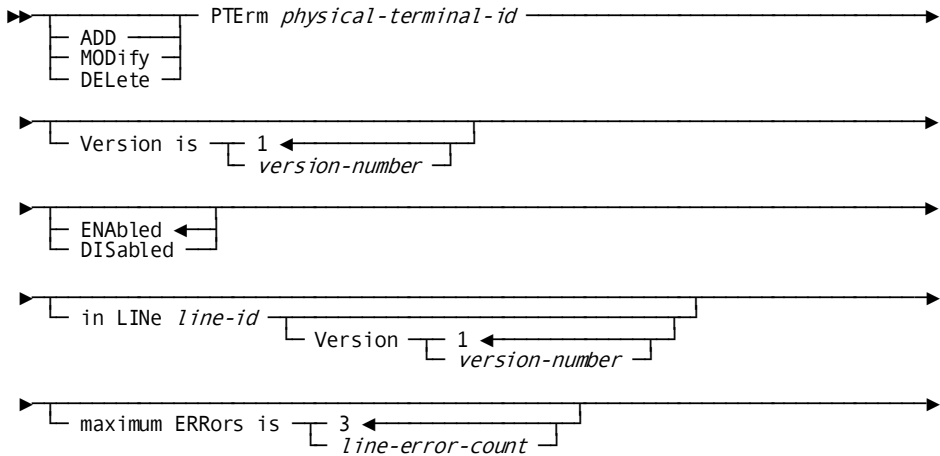 PTErm physical-terminal-id
ADD
MODify
DELete
Version is 1
version-number
ENAbled
DISabled
in LINe line-id
Version 1
version-number
maximum ERRors is 3
line-error-count